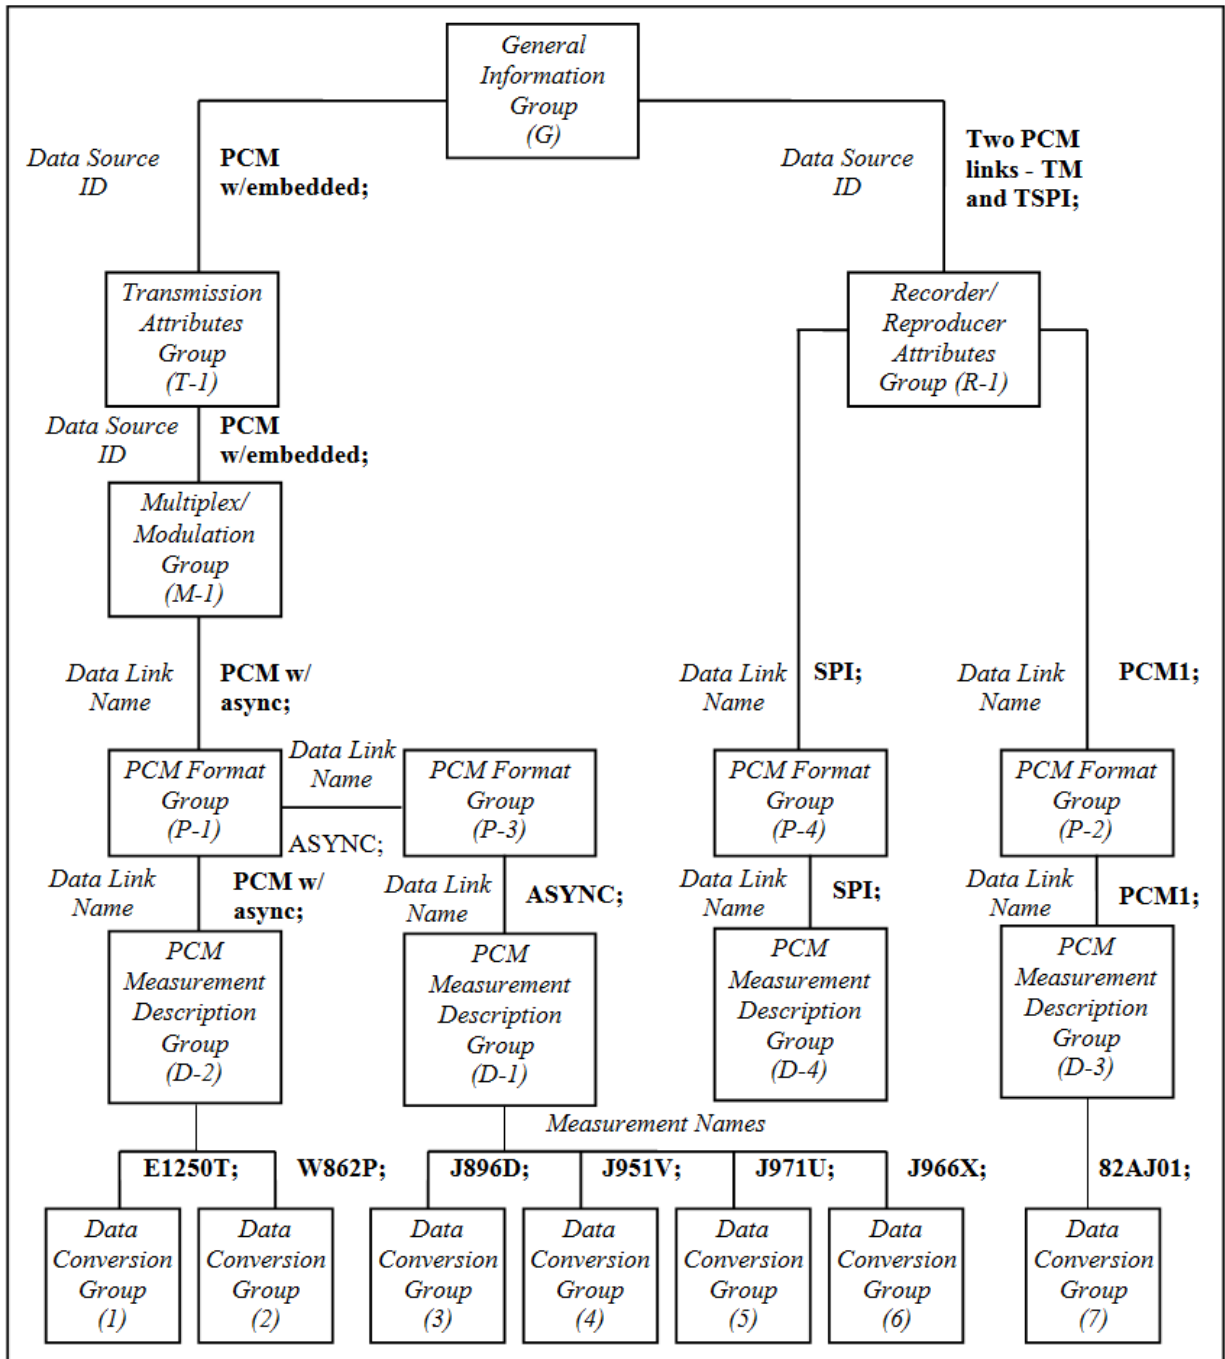 General
Information
Group
(G)
Data Source
ID
PCM
w/embedded;
Data Source
ID
Two PCM
links - TM
and TSPI;
Transmission
Attributes
Group
(T-1)
Recorder/
Reproducer
Attributes
Group (R-1)
Data Source
ID
PCM
w/embedded;
Multiplex/
Modulation
Group
(M-1)
Data Link
Name
PCM w/
async;
Data Link
Name
SPI;
Data Link
Name
PCM1;
PCM Format
Group
(P-1)
Data Link
Name
ASYNC;
PCM Format
Group
(P-3)
PCM Format
Group
(P-4)
PCM Format
Group
(P-2)
Data Link
Name
PCM w/
async;
Data Link
Name
ASYNC;
Data Link
Name
SPI;
Data Link
Name
PCM1;
PCM
Measurement
Description
Group
(D-2)
PCM
Measurement
Description
Group
(D-1)
PCM
Measurement
Description
Group
(D-4)
PCM
Measurement
Description
Group
(D-3)
Measurement Names
E1250T;
W862P;
J896D;
J951V;
J971U;
J966X;
82AJ01;
Data
Conversion
Group
(1)
Data
Conversion
Group
(2)
Data
Conversion
Group
(3)
Data
Conversion
Group
(4)
Data
Conversion
Group
(5)
Data
Conversion
Group
(6)
Data
Conversion
Group
(7)